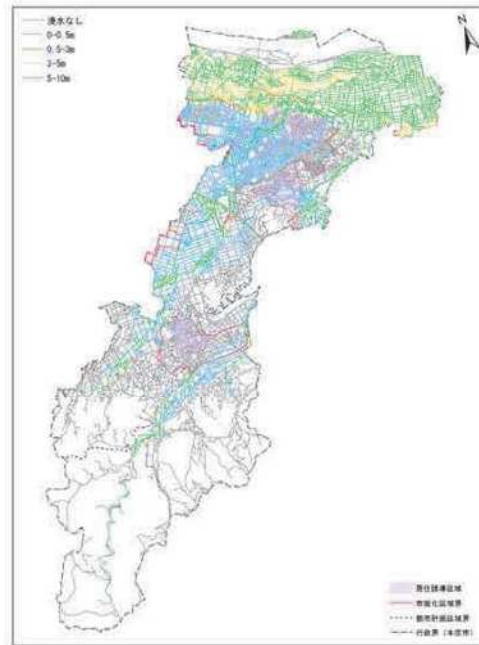 浸水なし
0-0.5m
0.5-3m
3-5m
5-10m
N
居住誘導区域
市街化区域界
都市計画区域界
行政界（本庄市）